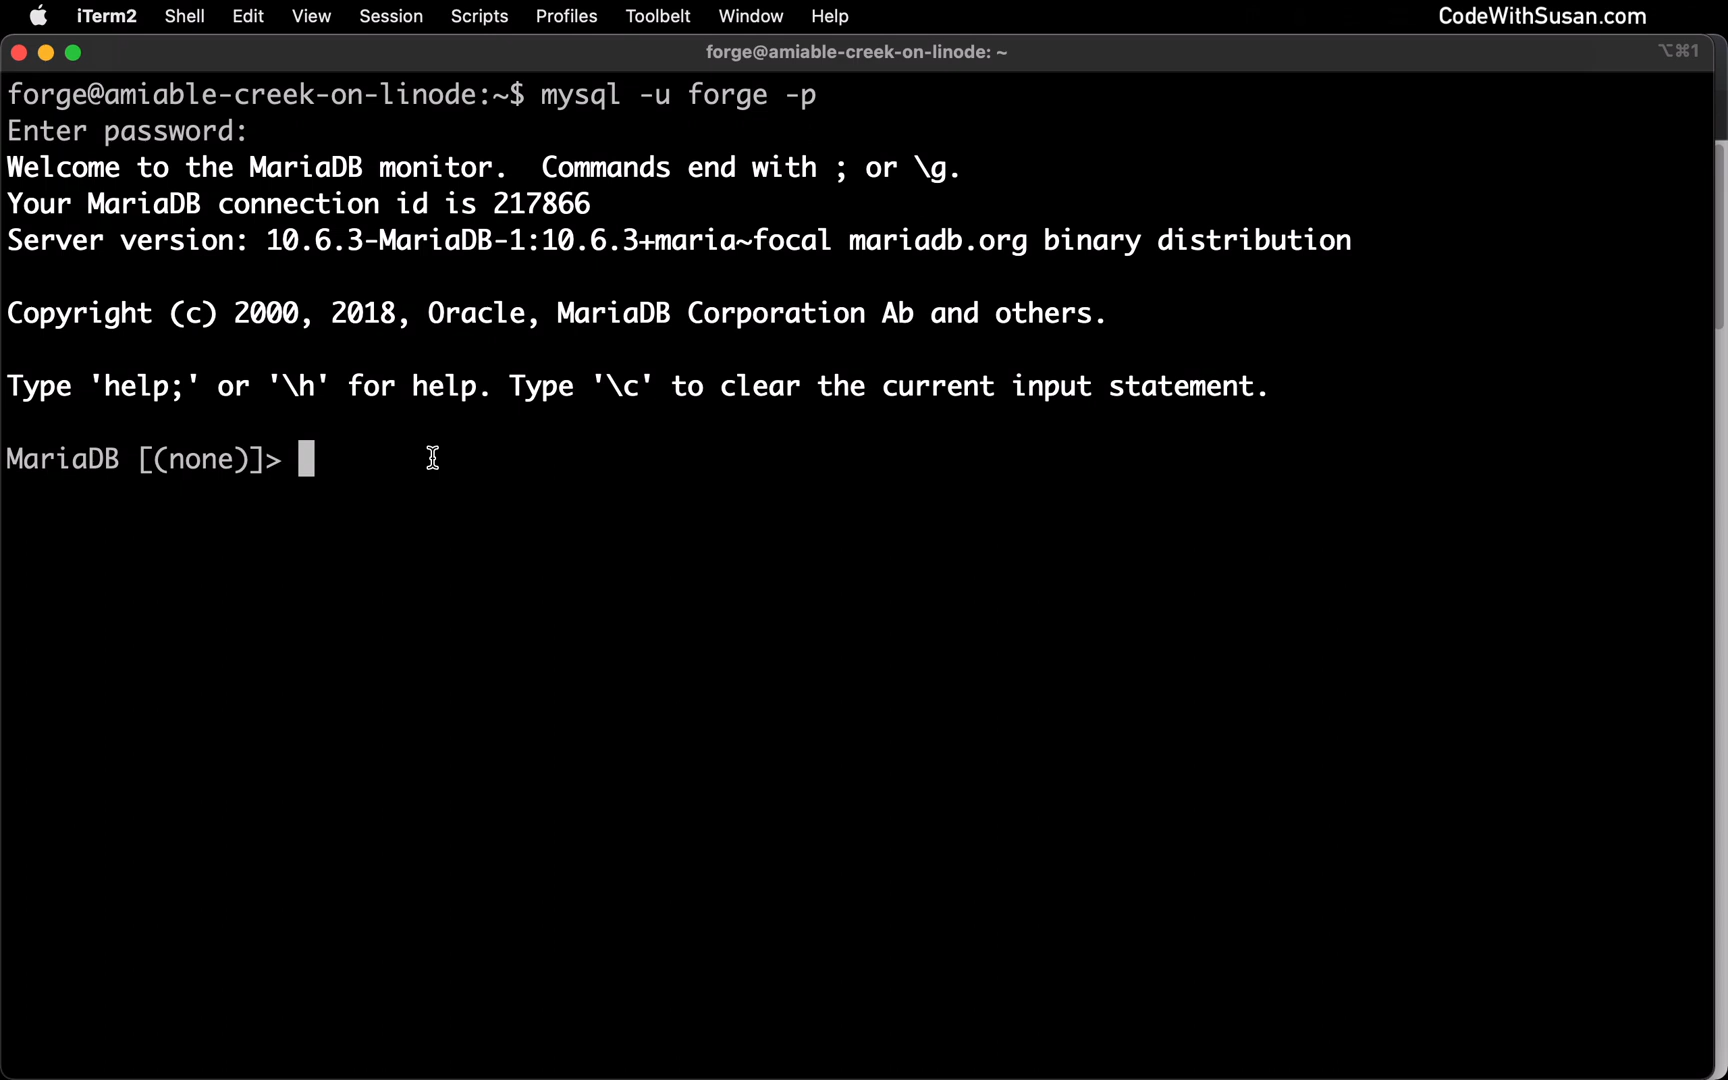 iTerm2 Shell Edit View Session Scripts Profiles Toolbelt Window Help CodeWithSusan.com
forge@amiable-creek-on-linode: ~ ⌥⌘1
forge@amiable-creek-on-linode:~$ mysql -u forge -p
Enter password:
Welcome to the MariaDB monitor.  Commands end with ; or \g.
Your MariaDB connection id is 217866
Server version: 10.6.3-MariaDB-1:10.6.3+maria~focal mariadb.org binary distribution
Copyright (c) 2000, 2018, Oracle, MariaDB Corporation Ab and others.
Type 'help;' or '\h' for help. Type '\c' to clear the current input statement.
MariaDB [(none)]>